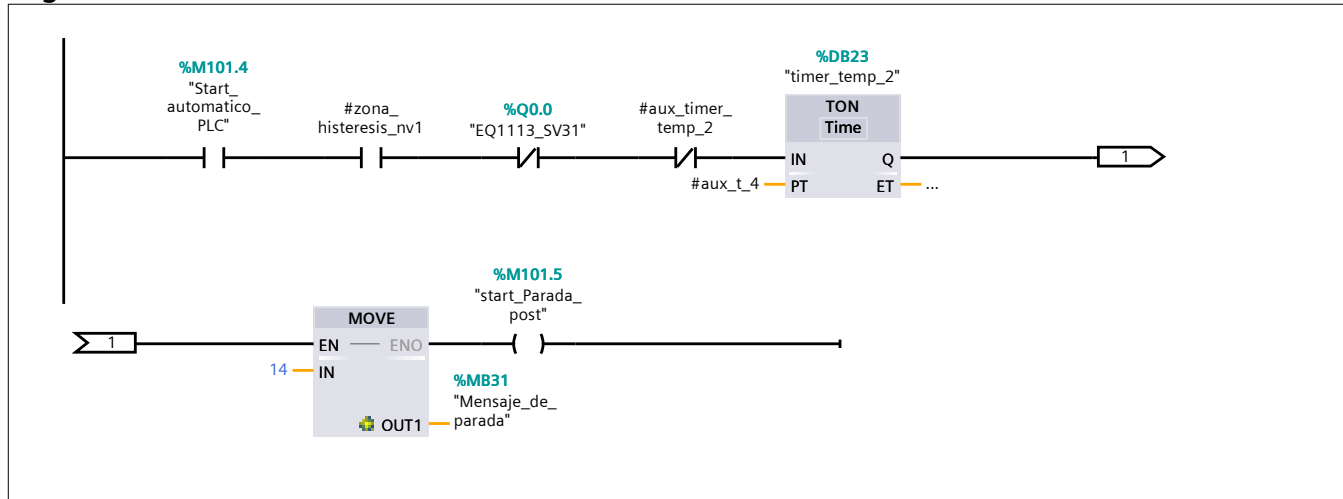 %M101.4
"Start_
automatico_
PLC"
#zona_
histeresis_nv1
%Q0.0
"EQ1113_SV31"
#aux_timer_
temp_2
%DB23
"timer_temp_2"
TON
Time
IN
Q
#aux_t_4
PT
ET
...
1
1
MOVE
EN
ENO
14
IN
OUT1
%MB31
"Mensaje_de_
parada"
%M101.5
"start_Parada_
post"